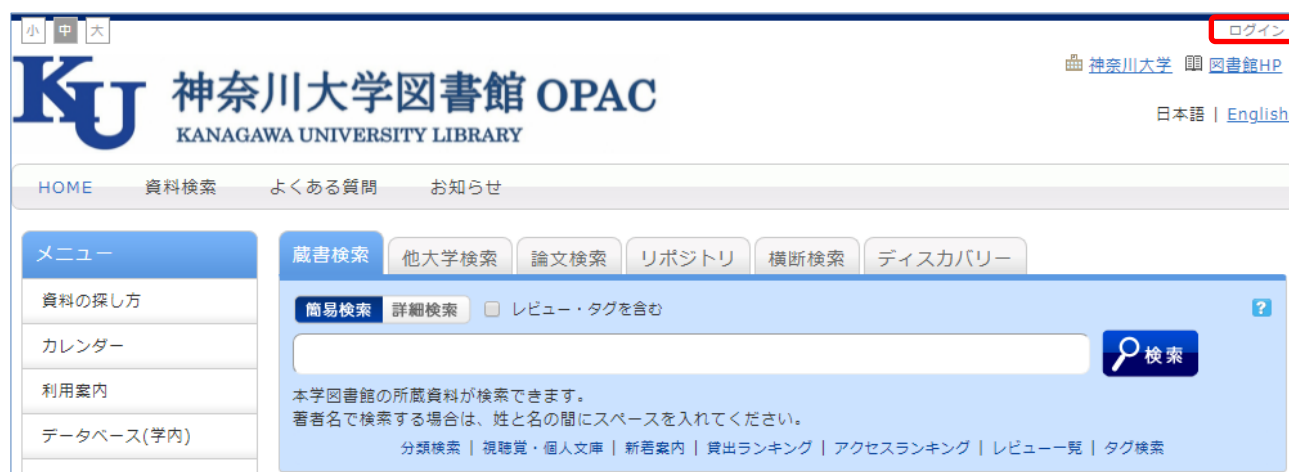 小 中 大
ログイン
神奈川大学 図書館HP
KU 神奈川大学図書館 OPAC
KANAGAWA UNIVERSITY LIBRARY
日本語 | English
HOME 資料検索 よくある質問 お知らせ
メニュー
資料の探し方
カレンダー
利用案内
データベース(学内)
蔵書検索 他大学検索 論文検索 リポジトリ 横断検索 ディスカバリー
簡易検索 詳細検索 レビュー・タグを含む ?
検索
本学図書館の所蔵資料が検索できます。
著者名で検索する場合は、姓と名の間にスペースを入れてください。
分類検索 | 視聴覚・個人文庫 | 新着案内 | 貸出ランキング | アクセスランキング | レビュー一覧 | タグ検索